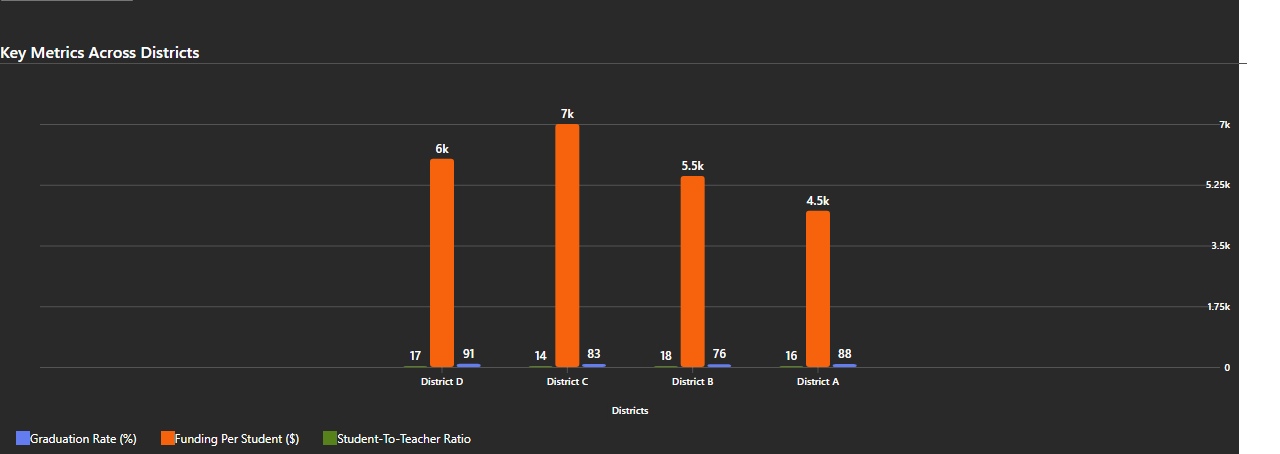 Key Metrics Across Districts
7k
7k
6k
5.5k
5.25k
4.5k
3.5k
1.75k
17
91
14
83
18
76
16
88
0
District D
District C
District B
District A
Districts
Graduation Rate (%)
Funding Per Student ($)
Student-To-Teacher Ratio